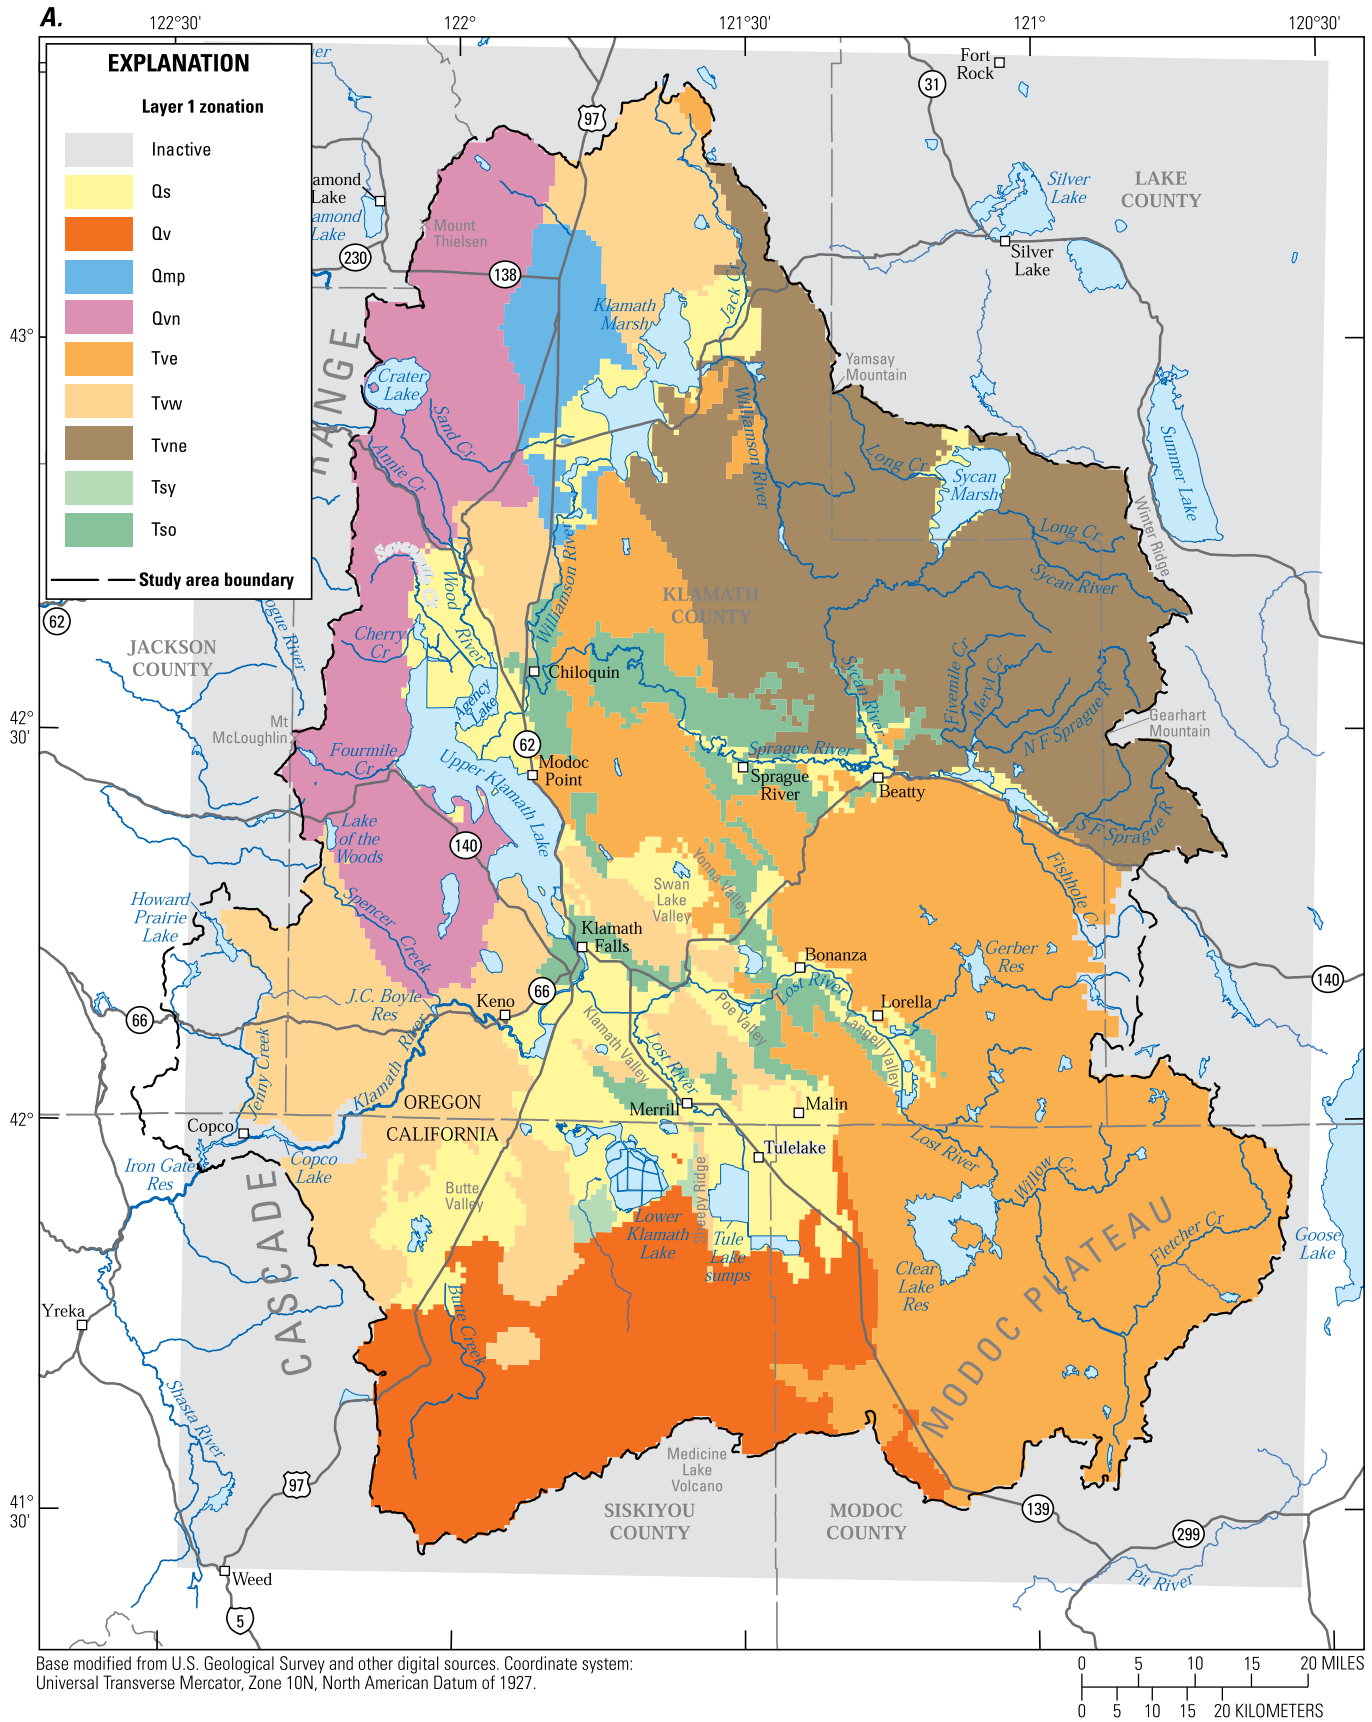 A.
122°30'
122°
121°30'
121°
120°30'
EXPLANATION
Layer 1 zonation
Inactive
Qs
Qv
Qmp
Qvn
Tve
Tvw
Tvne
Tsy
Tso
Study area boundary
43°
42°
30'
42°
41°
30'
Fort
Rock
31
97
Silver
Lake
LAKE
COUNTY
Silver
Lake
amond
Lake
amond
Lake
230
Mount
Thielsen
138
Klamath
Marsh
Jack Cr
Yamsay
Mountain
RANGE
Crater
Lake
Sand Cr
Annie Cr
Williamson River
Long Cr
Sycan
Marsh
Summer Lake
Winter Ridge
Long Cr
Sycan River
Williamson River
Wood
River
KLAMATH
COUNTY
62
ogue River
JACKSON
COUNTY
Cherry
Cr
Chiloquin
Agency
Lake
Sycan River
Fivemile Cr
Meryl Cr
N F Sprague R
Gearhart
Mountain
Mt
McLoughlin
Fourmile
Cr
62
Modoc
Point
Upper Klamath Lake
Sprague River
Sprague
River
Beatty
S F Sprague R
Lake
of the
Woods
140
Swan
Lake
Valley
Yonna Valley
Fishhole Cr
Howard
Prairie
Lake
Spencer
Creek
Klamath
Falls
Bonanza
Gerber
Res
140
66
J.C. Boyle
Res
Keno
66
Lost River
Lorella
Poe Valley
Langell Valley
Klamath Valley
Lost River
Jenny Creek
Klamath River
OREGON
CALIFORNIA
Merrill
Malin
Copco
Copco
Lake
Iron Gate
Res
Tulelake
Lost River
Willow Cr
Butte
Valley
Sleepy Ridge
Lower
Klamath
Lake
Tule
Lake
sumps
Clear
Lake
Res
Fletcher Cr
Goose
Lake
MODOC PLATEAU
CASCADE
Yreka
Butte Creek
Shasta River
Medicine
Lake
Volcano
97
SISKIYOU
COUNTY
MODOC
COUNTY
139
299
Pit River
Weed
5
Base modified from U.S. Geological Survey and other digital sources. Coordinate system:
Universal Transverse Mercator, Zone 10N, North American Datum of 1927.
0 5 10 15 20 MILES
0 5 10 15 20 KILOMETERS